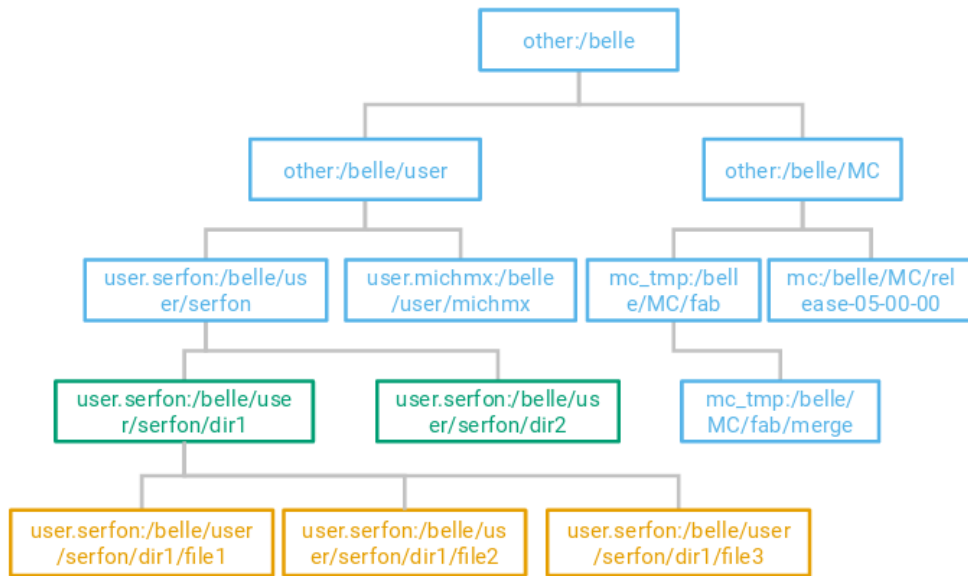 other:/belle
other:/belle/user
other:/belle/MC
user.serfon:/belle/us
er/serfon
user.michmx:/belle
/user/michmx
mc_tmp:/bell
e/MC/fab
mc:/belle/MC/rel
ease-05-00-00
user.serfon:/belle/use
r/serfon/dir1
user.serfon:/belle/us
er/serfon/dir2
mc_tmp:/belle/
MC/fab/merge
user.serfon:/belle/user
/serfon/dir1/file1
user.serfon:/belle/us
er/serfon/dir1/file2
user.serfon:/belle/user
/serfon/dir1/file3